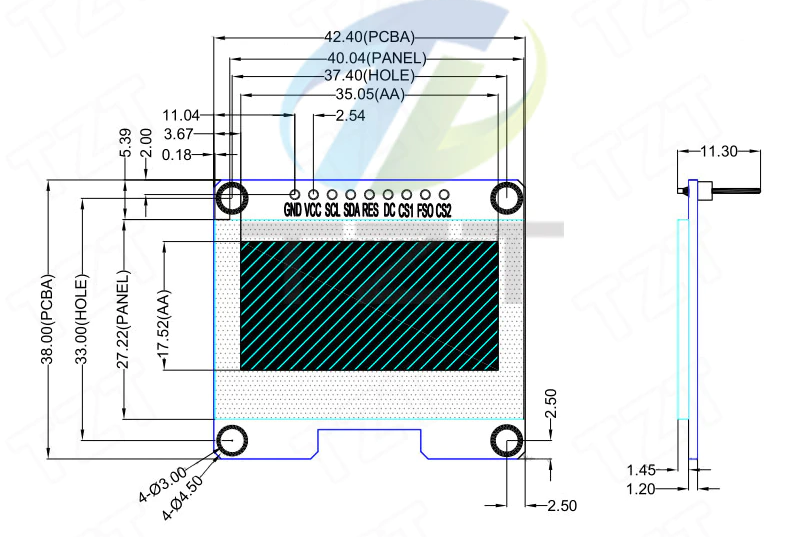 42.40(PCBA)
40.04(PANEL)
37.40(HOLE)
35.05(AA)
11.04
2.54
3.67
0.18
5.39
2.00
11.30
GND VCC SCL SDA RES DC CS1 FSO CS2
38.00(PCBA)
33.00(HOLE)
27.22(PANEL)
17.52(AA)
2.50
4-Ø3.00
4-Ø4.50
2.50
1.45
1.20
TZT